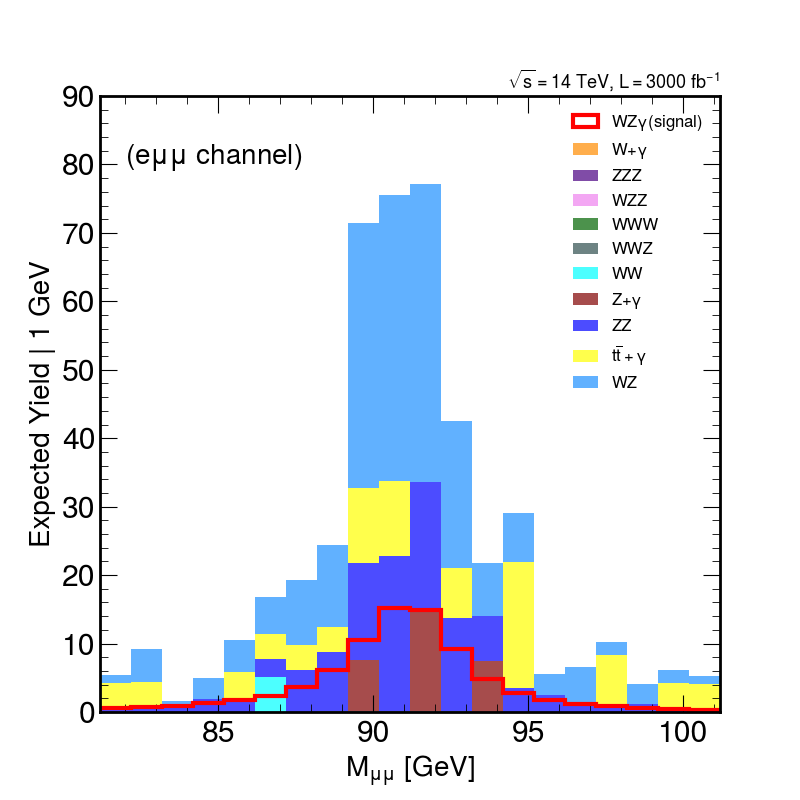 √s = 14 TeV, L = 3000 fb⁻¹
90
80
70
60
50
40
30
20
10
0
Expected Yield | 1 GeV
(eμμ channel)
WZγ(signal)
W+γ
ZZZ
WZZ
WWW
WWZ
WW
Z+γ
ZZ
tt̄+γ
WZ
85 90 95 100
Mμμ [GeV]